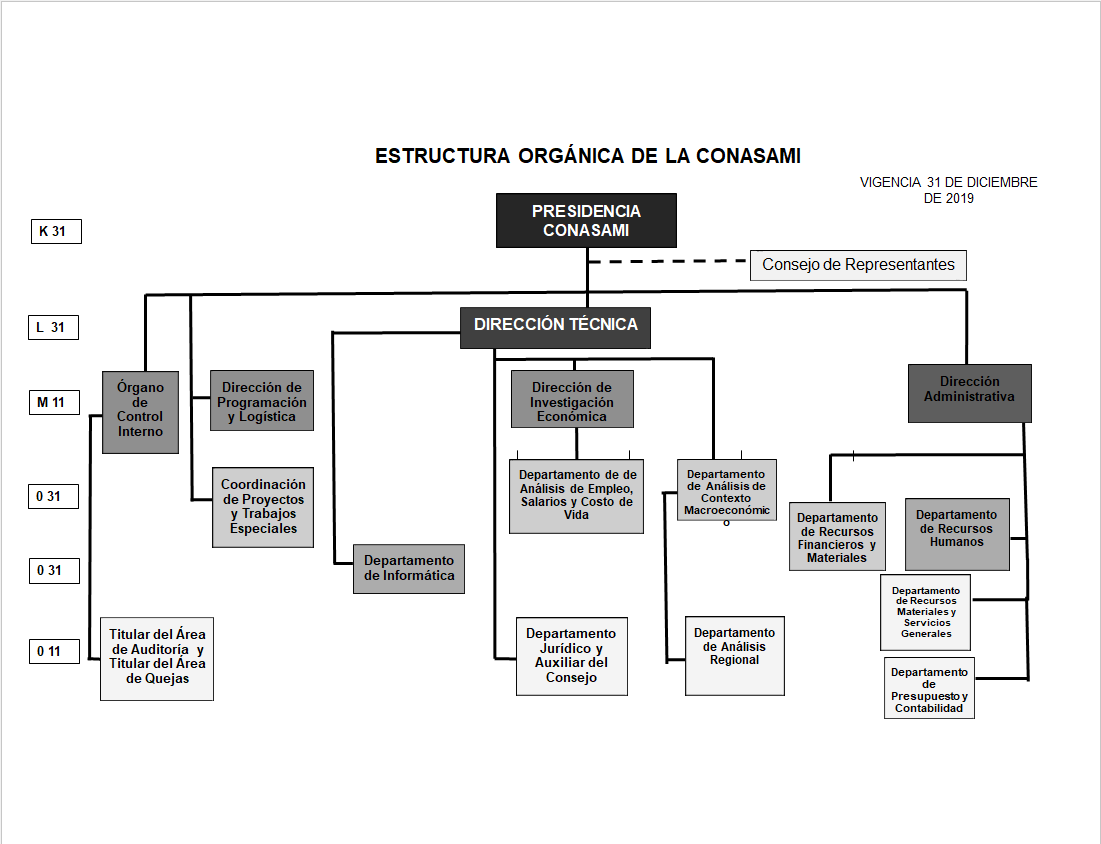 ESTRUCTURA ORGÁNICA DE LA CONASAMI
VIGENCIA 31 DE DICIEMBRE
DE 2019
PRESIDENCIA
CONASAMI
K 31
Consejo de Representantes
L 31
DIRECCIÓN TÉCNICA
M 11
Órgano
de
Control
Interno
Dirección de
Programación
y Logística
Dirección de
Investigación
Económica
Dirección
Administrativa
0 31
Coordinación
de Proyectos
y Trabajos
Especiales
Departamento de de
Análisis de Empleo,
Salarios y Costo de
Vida
Departamento
de Análisis de
Contexto
Macroeconómic
o
Departamento
de Recursos
Financieros y
Materiales
Departamento
de Recursos
Humanos
0 31
Departamento
de Informática
Departamento
de Recursos
Materiales y
Servicios
Generales
0 11
Titular del Área
de Auditoría y
Titular del Área
de Quejas
Departamento
Jurídico y
Auxiliar del
Consejo
Departamento
de Análisis
Regional
Departamento
de
Presupuesto y
Contabilidad